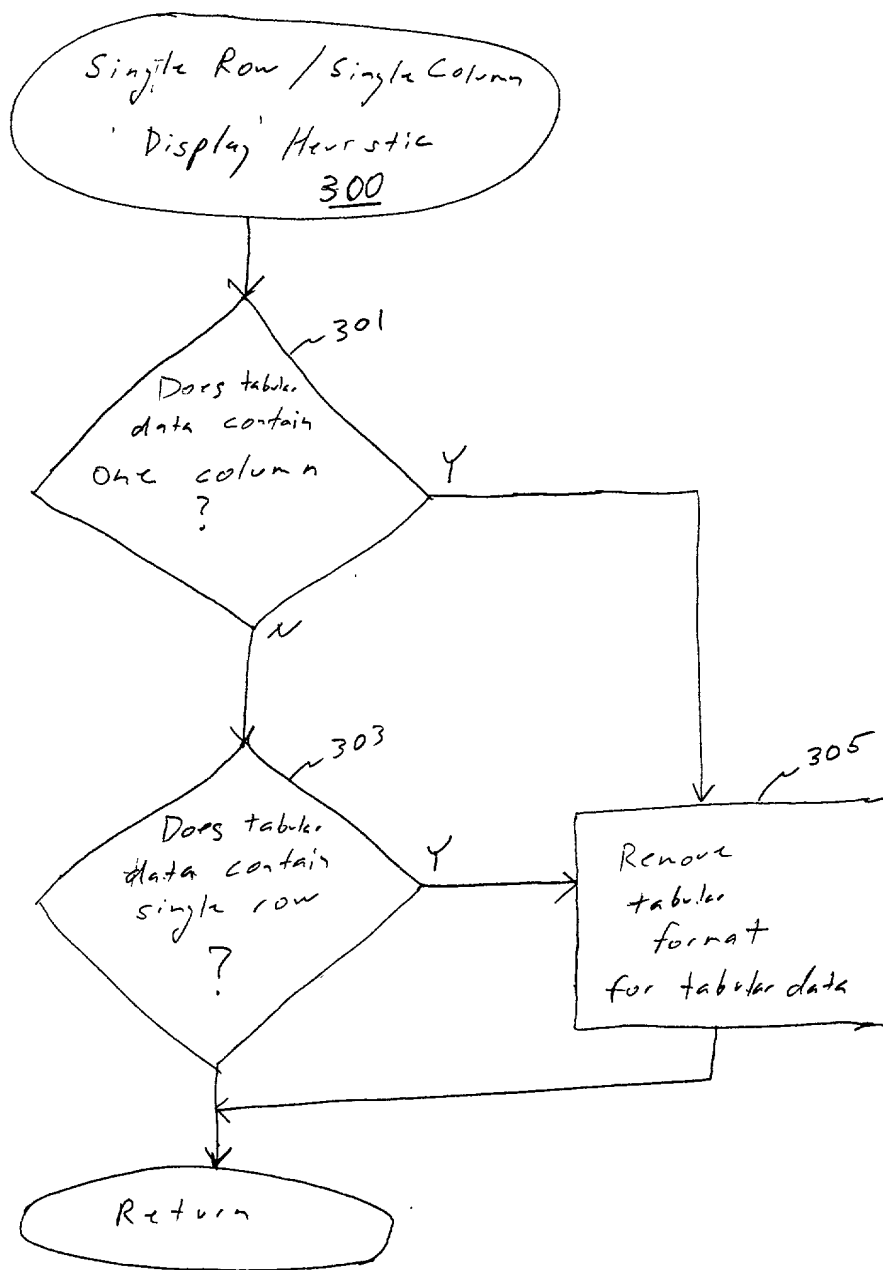 Single Row / Single Column
'Display' Heurstic
300
301
Does tabular
data contain
one column
?
Y
N
303
Does tabular
data contain
single row
?
Y
305
Remove
tabular
format
for tabular data
Return